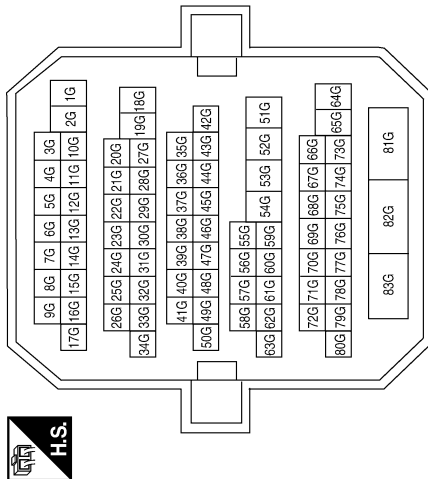 H.S.
9G 8G 7G 6G 5G 4G 3G 2G 1G
17G 16G 15G 14G 13G 12G 11G 10G
26G 25G 24G 23G 22G 21G 20G 19G 18G
34G 33G 32G 31G 30G 29G 28G 27G
41G 40G 39G 38G 37G 36G 35G
50G 49G 48G 47G 46G 45G 44G 43G 42G
58G 57G 56G 55G 54G 53G 52G 51G
63G 62G 61G 60G 59G
72G 71G 70G 69G 68G 67G 66G 65G 64G
80G 79G 78G 77G 76G 75G 74G 73G
83G 82G 81G